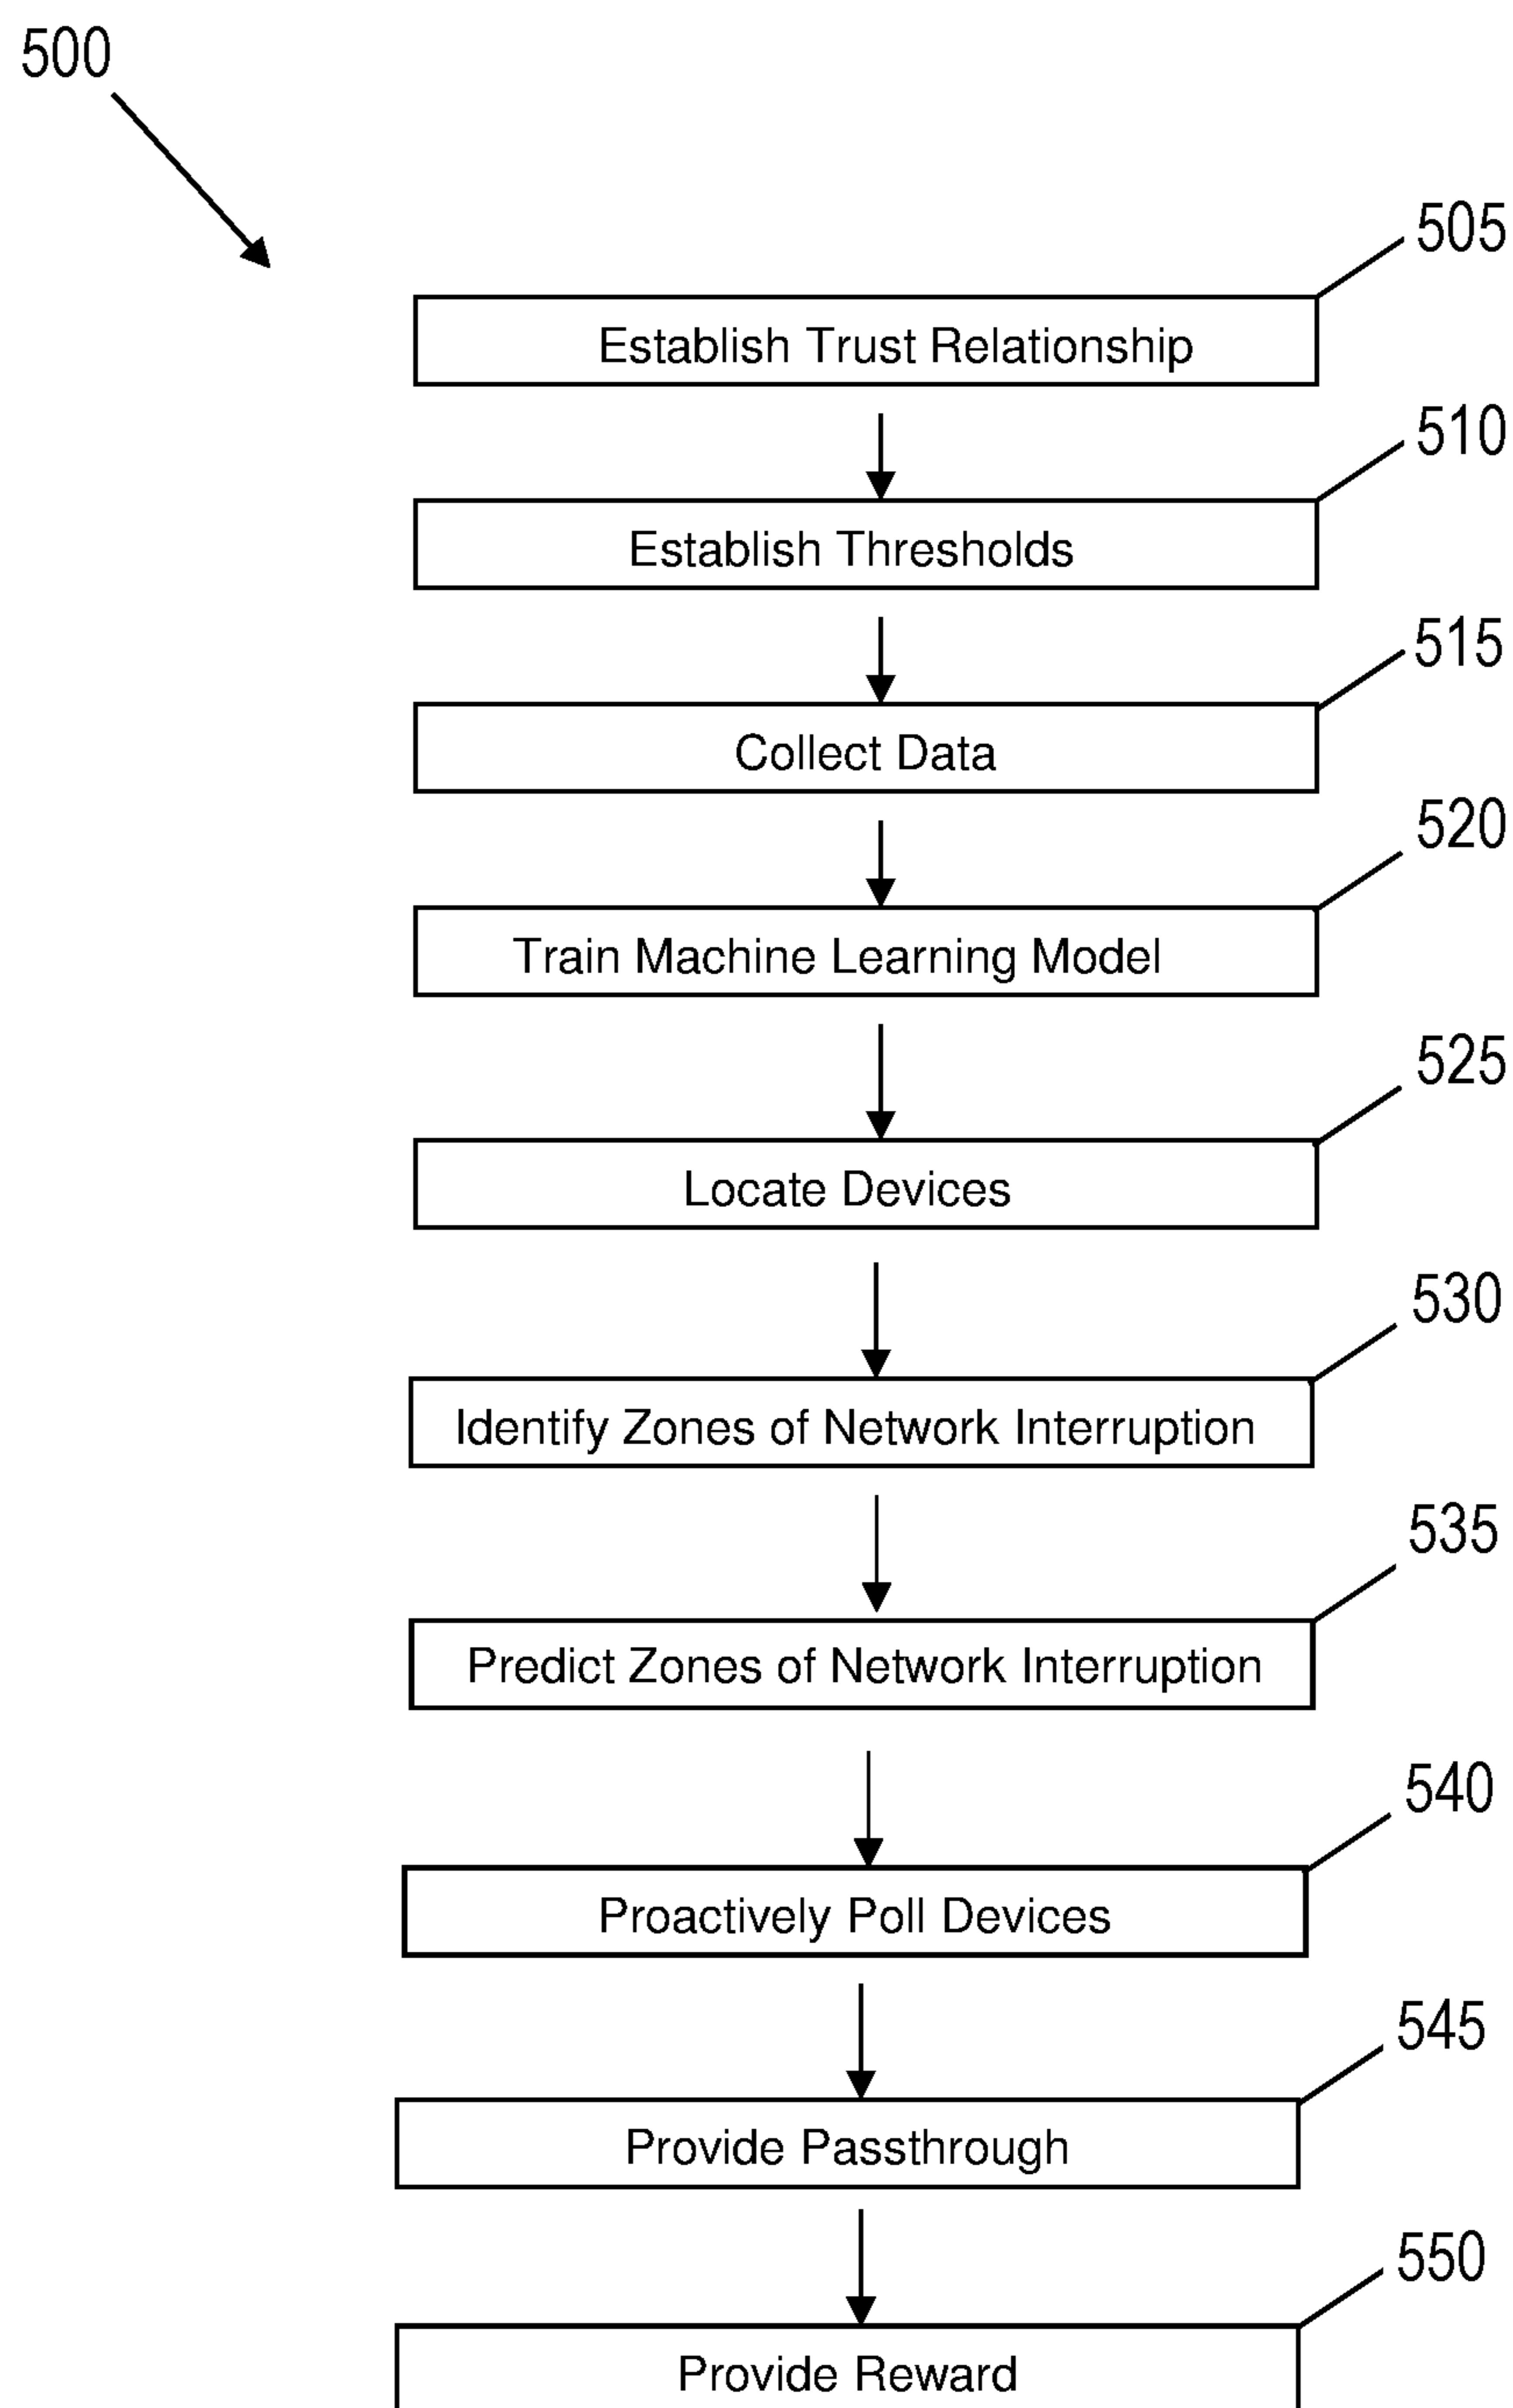 500
505
Establish Trust Relationship
510
Establish Thresholds
515
Collect Data
520
Train Machine Learning Model
525
Locate Devices
530
Identify Zones of Network Interruption
535
Predict Zones of Network Interruption
540
Proactively Poll Devices
545
Provide Passthrough
550
Provide Reward